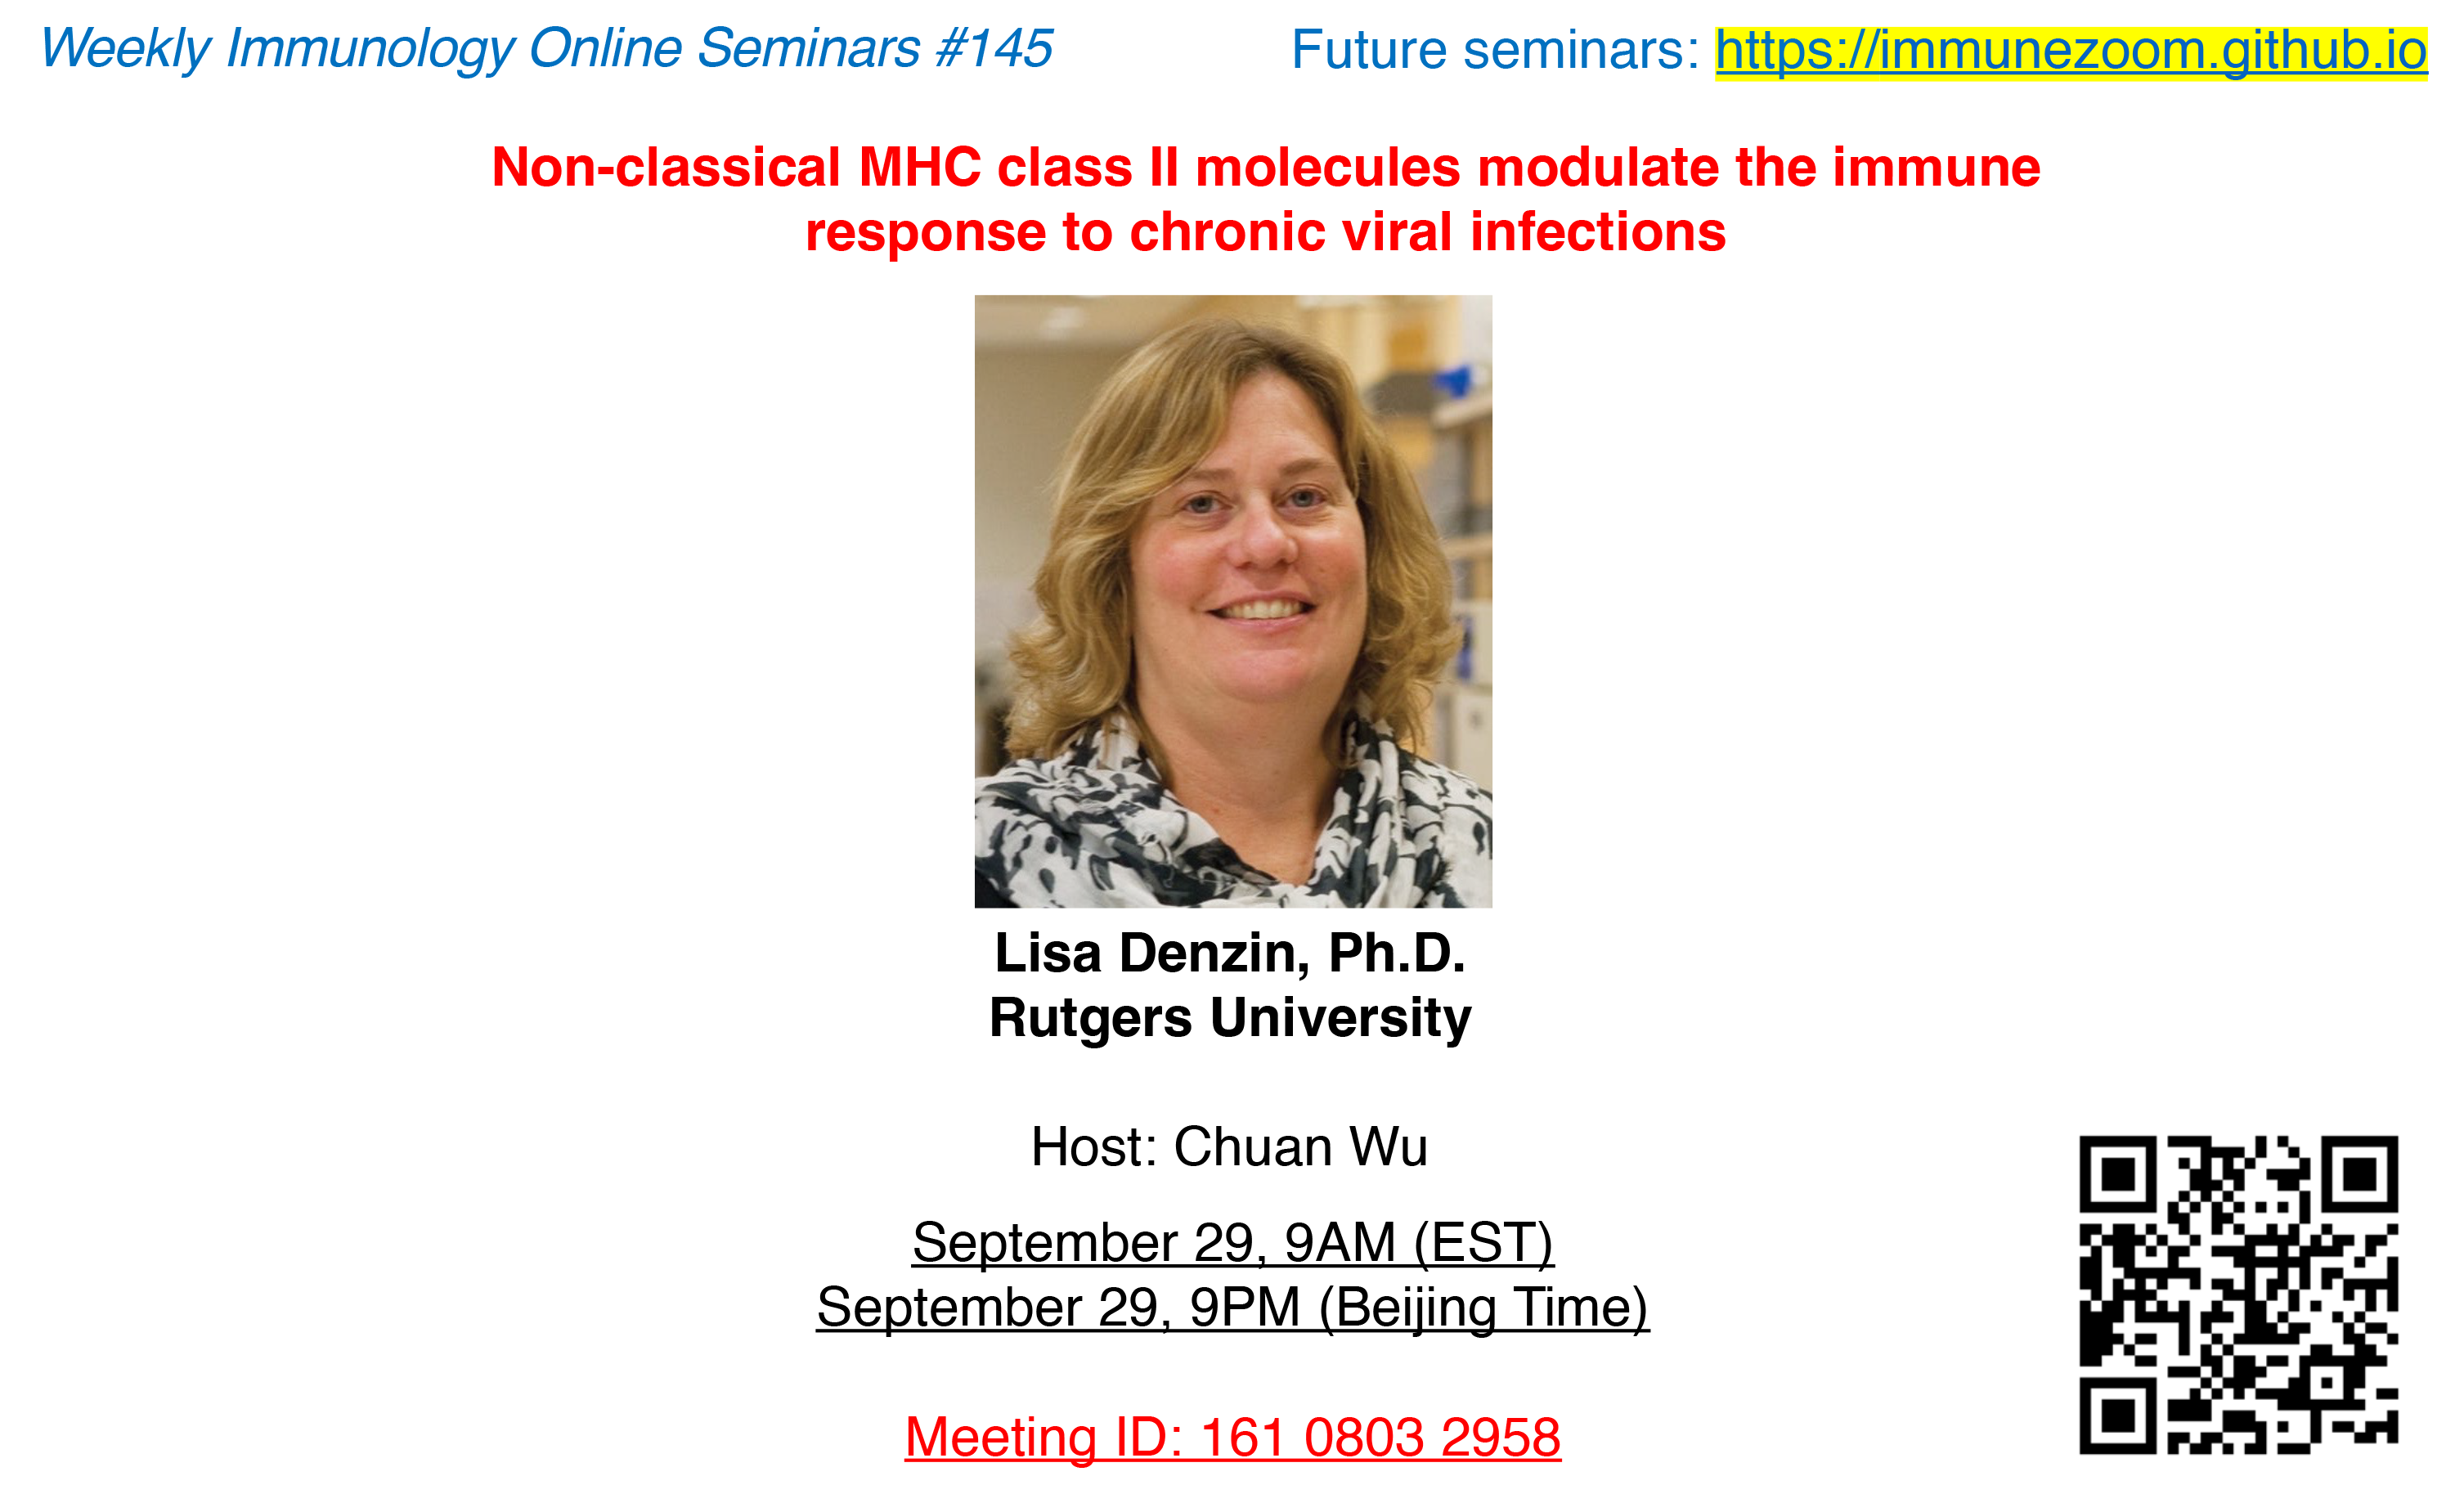 Weekly Immunology Online Seminars #145
Future seminars: https://immunezoom.github.io
Non-classical MHC class II molecules modulate the immune
response to chronic viral infections
Lisa Denzin, Ph.D.
Rutgers University
Host: Chuan Wu
September 29, 9AM (EST)
September 29, 9PM (Beijing Time)
Meeting ID: 161 0803 2958